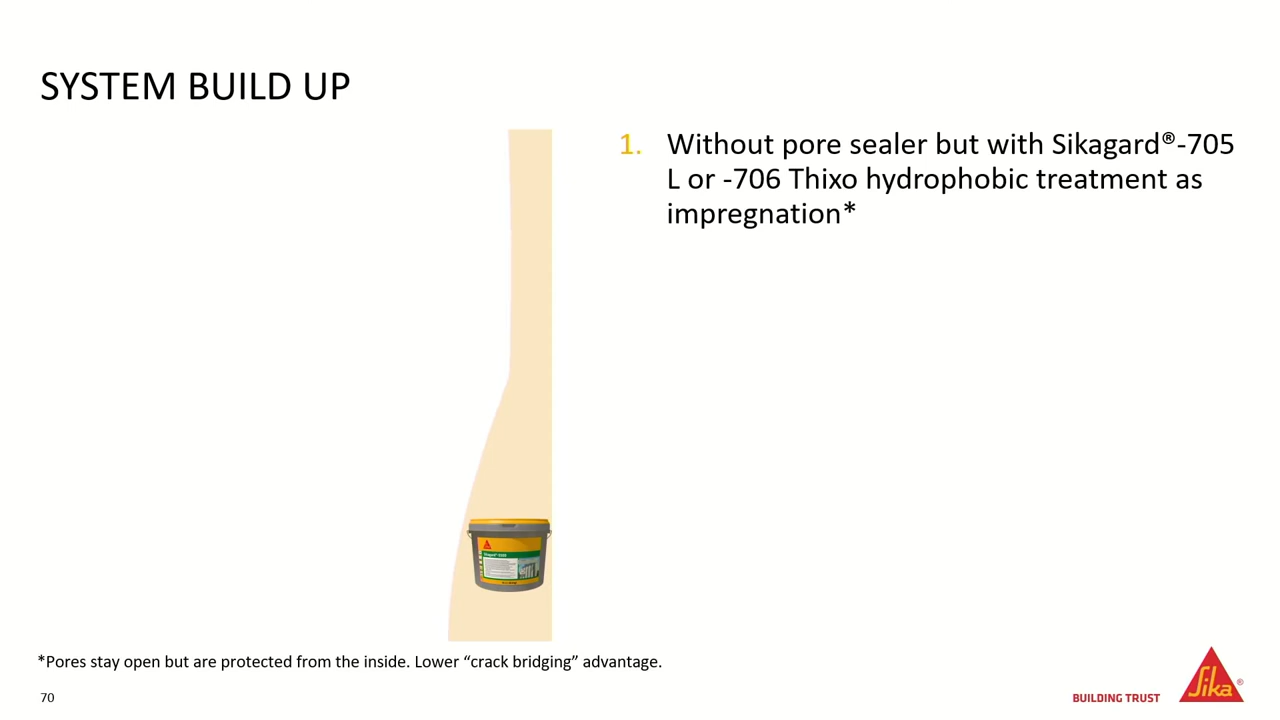 SYSTEM BUILD UP
1. Without pore sealer but with Sikagard®-705
L or -706 Thixo hydrophobic treatment as
impregnation*
*Pores stay open but are protected from the inside. Lower “crack bridging” advantage.
70
BUILDING TRUST
Sika®